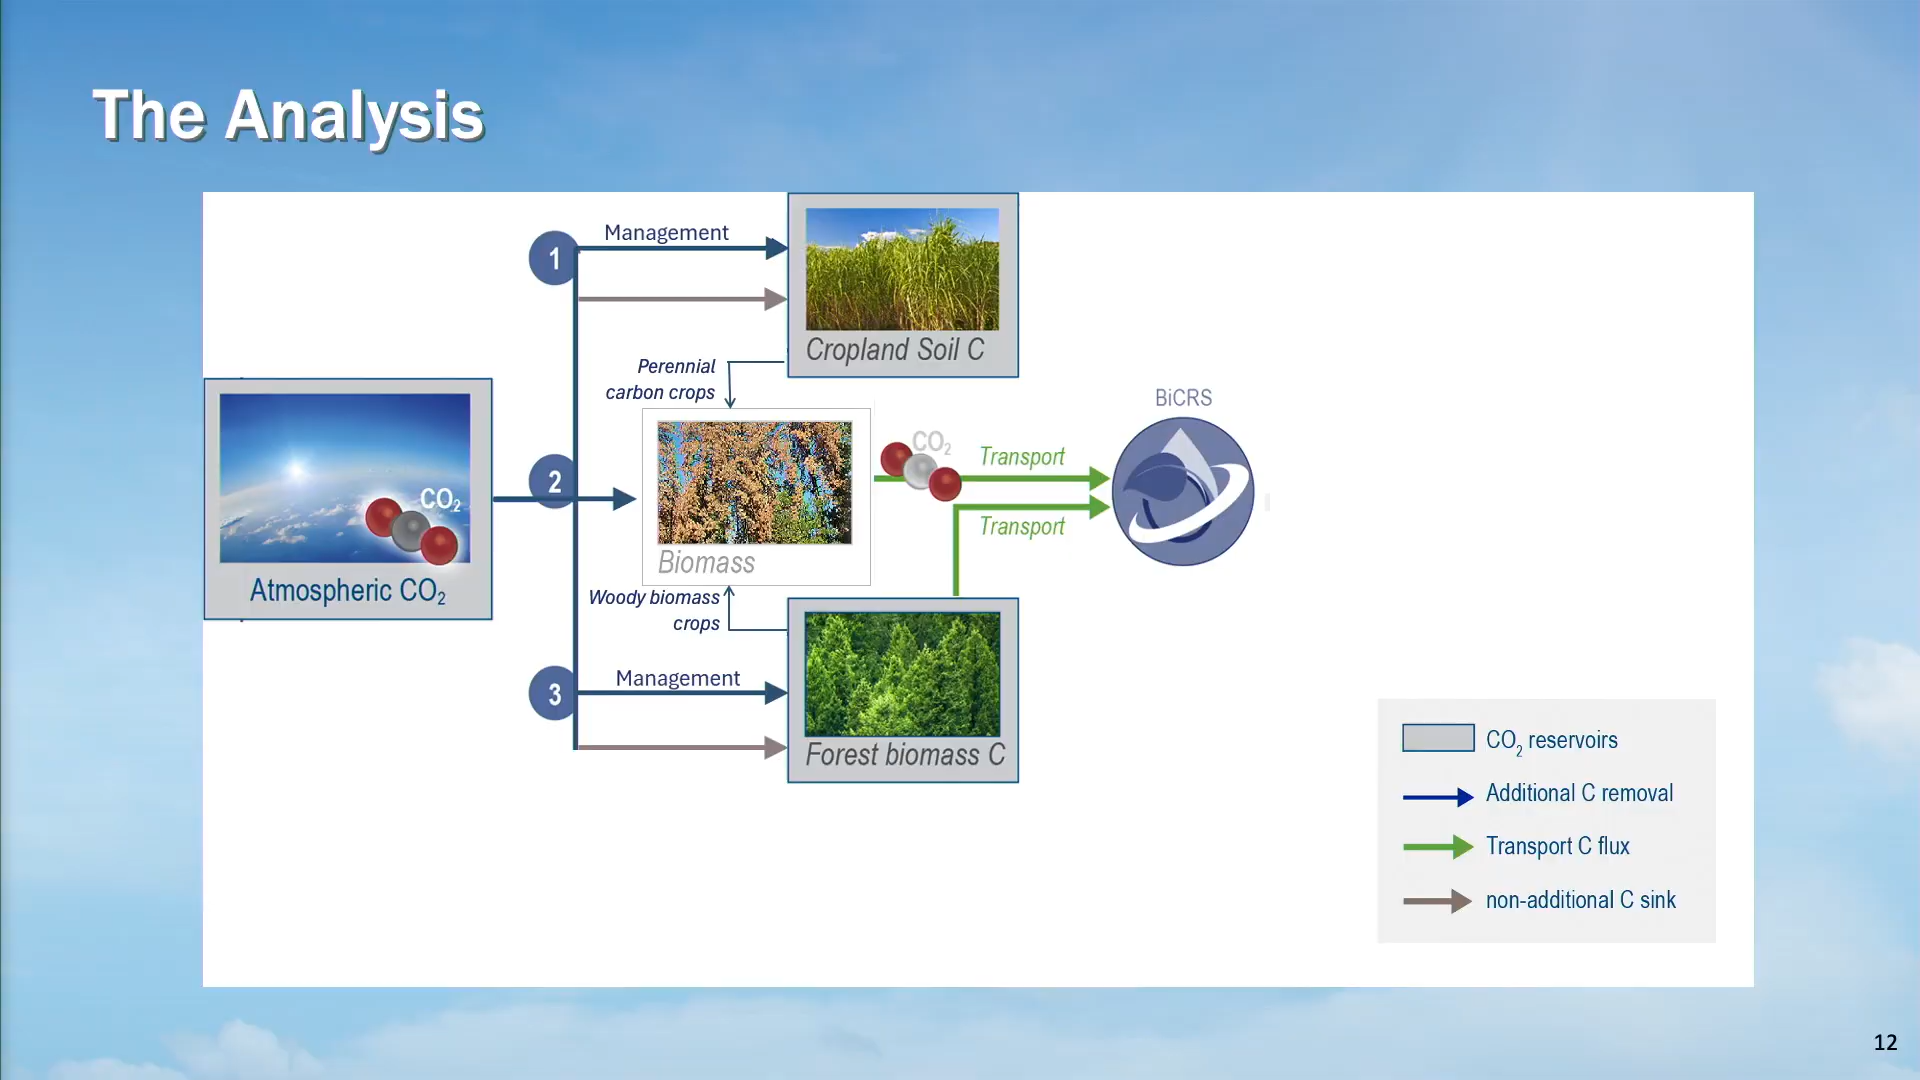 The Analysis
1
Management
Cropland Soil C
Perennial
carbon crops
BiCRS
2
CO₂
Atmospheric CO₂
Biomass
CO₂
Transport
Transport
Woody biomass
crops
3
Management
Forest biomass C
CO₂ reservoirs
Additional C removal
Transport C flux
non-additional C sink
12